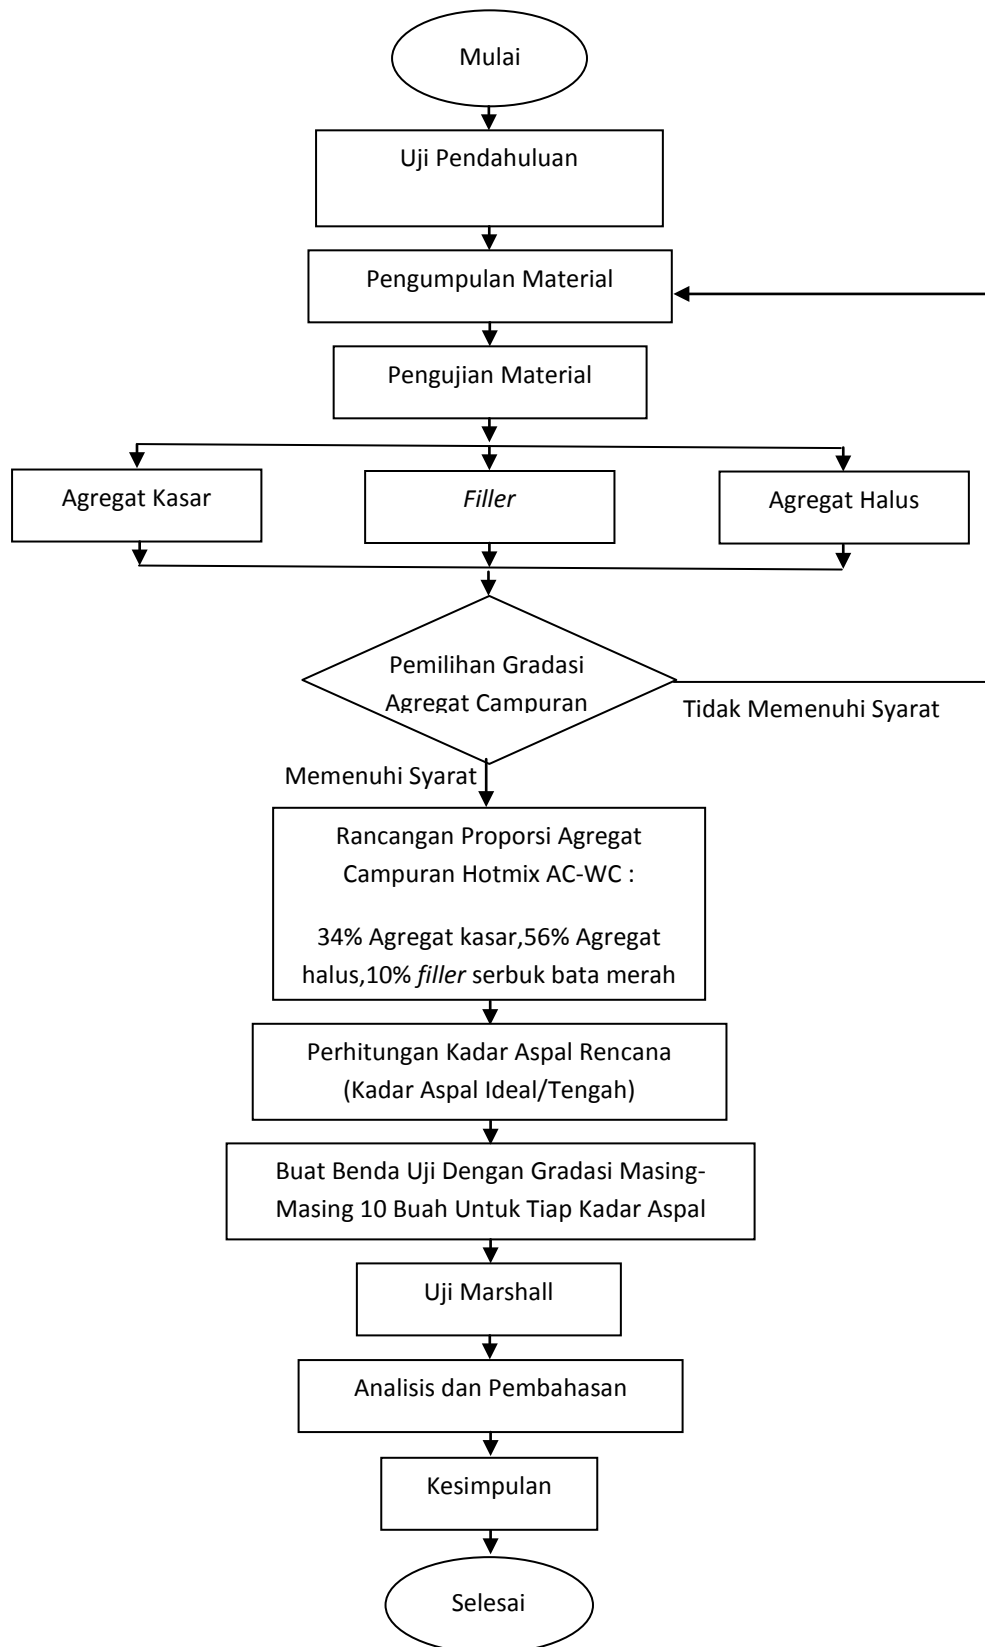 Mulai
Uji Pendahuluan
Pengumpulan Material
Pengujian Material
Agregat Kasar
Filler
Agregat Halus
Pemilihan Gradasi
Agregat Campuran
Tidak Memenuhi Syarat
Memenuhi Syarat
Rancangan Proporsi Agregat
Campuran Hotmix AC-WC :
34% Agregat kasar,56% Agregat
halus,10% filler serbuk bata merah
Perhitungan Kadar Aspal Rencana
(Kadar Aspal Ideal/Tengah)
Buat Benda Uji Dengan Gradasi Masing-
Masing 10 Buah Untuk Tiap Kadar Aspal
Uji Marshall
Analisis dan Pembahasan
Kesimpulan
Selesai